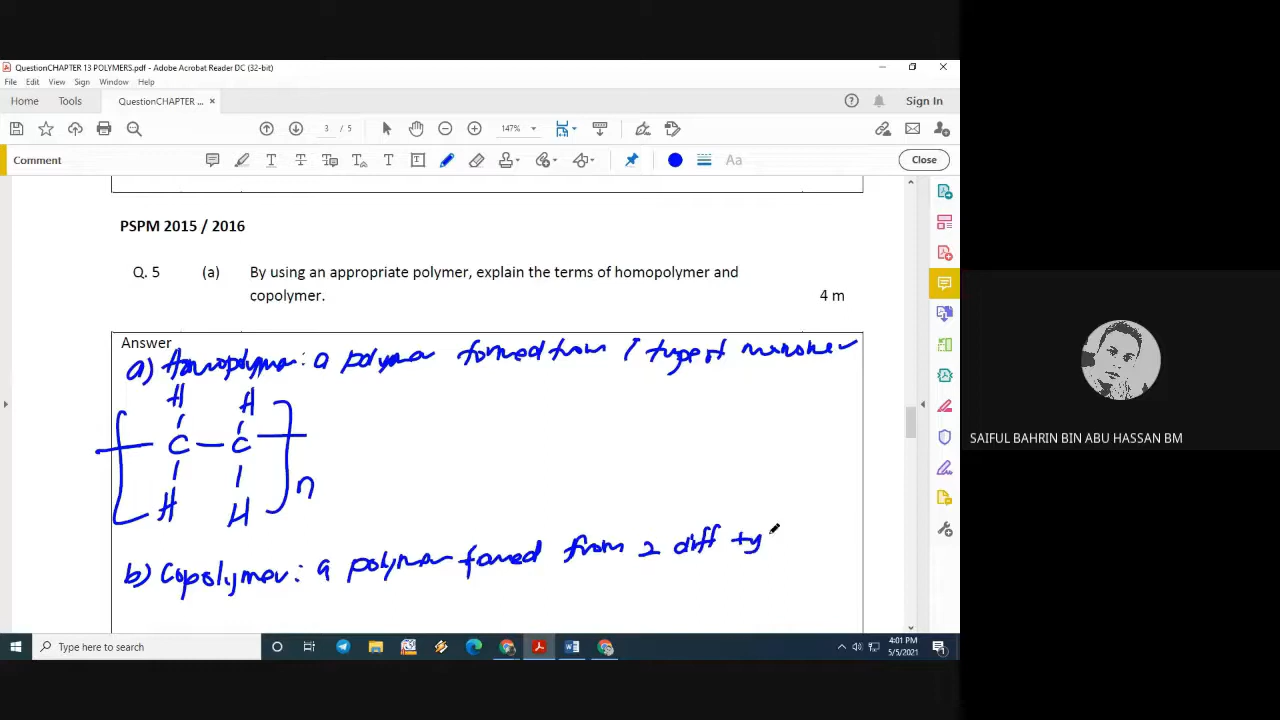 QuestionCHAPTER 13 POLYMERS.pdf - Adobe Acrobat Reader DC (32-bit)
File Edit View Sign Window Help
Home Tools QuestionCHAPTER ... × Sign In
3 / 5 147%
Comment Aa Close
PSPM 2015 / 2016
Q. 5 (a) By using an appropriate polymer, explain the terms of homopolymer and
copolymer. 4 m
Answer
a) Homopolymer: a polymer formed from 1 type of monomer
H H
C - C
H H n
b) Copolymer: a polymer formed from 2 diff ty
SAIFUL BAHRIN BIN ABU HASSAN BM
Type here to search
4:01 PM
5/5/2021